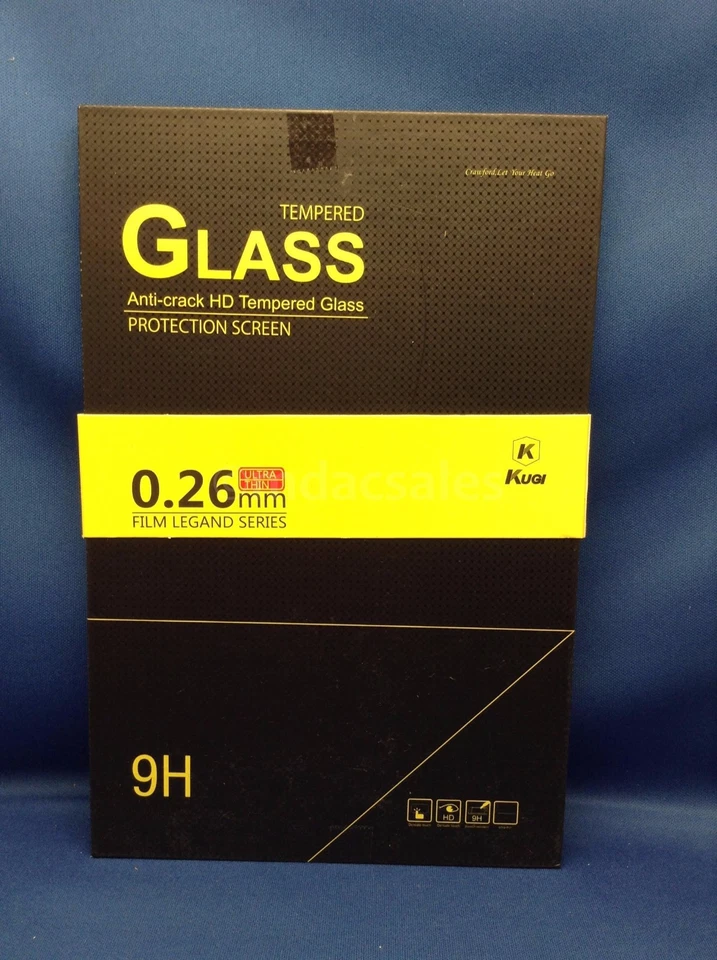 Crawford.Let Your Heat Go
TEMPERED
GLASS
Anti-crack HD Tempered Glass
PROTECTION SCREEN
K
KUGI
ULTRA
THIN
0.26mm
FILM LEGAND SERIES
9H
HD
9H